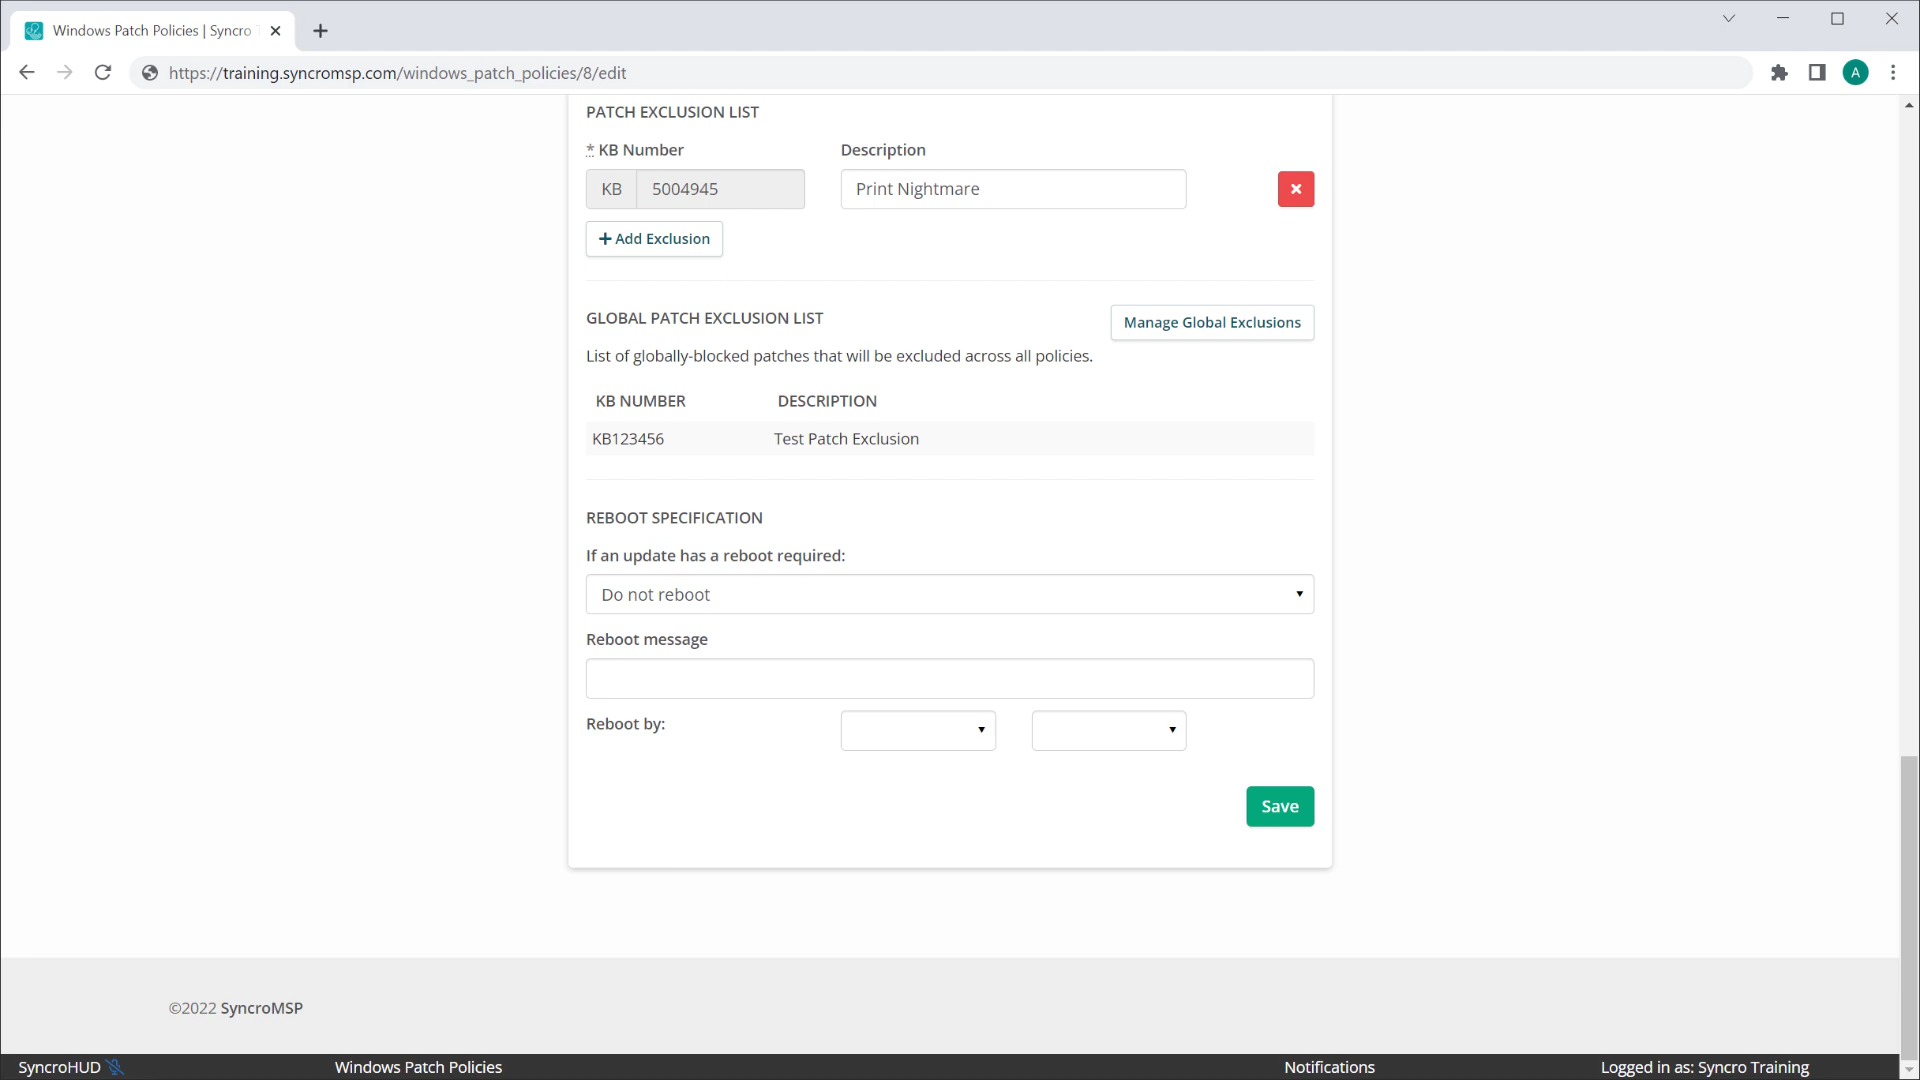 Windows Patch Policies | Syncro
https://training.syncromsp.com/windows_patch_policies/8/edit
A
PATCH EXCLUSION LIST
* KB Number Description
KB 5004945 Print Nightmare
+ Add Exclusion
GLOBAL PATCH EXCLUSION LIST
Manage Global Exclusions
List of globally-blocked patches that will be excluded across all policies.
KB NUMBER DESCRIPTION
KB123456 Test Patch Exclusion
REBOOT SPECIFICATION
If an update has a reboot required:
Do not reboot
Reboot message
Reboot by:
Save
©2022 SyncroMSP
SyncroHUD Windows Patch Policies Notifications Logged in as: Syncro Training